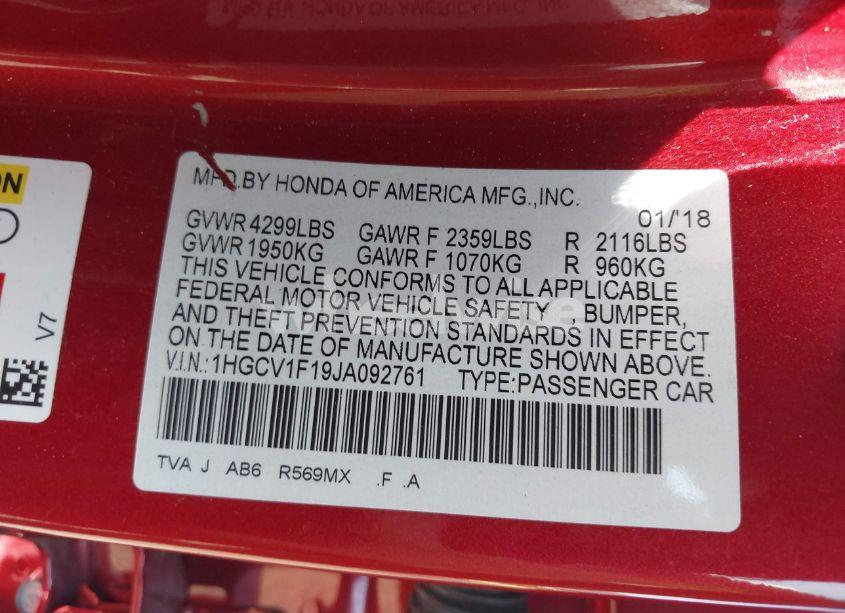 MFD.BY HONDA OF AMERICA MFG.,INC.
01/'18
GVWR 4299LBS GAWR F 2359LBS R 2116LBS
GVWR 1950KG GAWR F 1070KG R 960KG
THIS VEHICLE CONFORMS TO ALL APPLICABLE
FEDERAL MOTOR VEHICLE SAFETY, BUMPER,
AND THEFT PREVENTION STANDARDS IN EFFECT
ON THE DATE OF MANUFACTURE SHOWN ABOVE.
V.I.N.: 1HGCV1F19JA092761 TYPE:PASSENGER CAR
TVA J AB6 R569MX .F .A
ON
V7